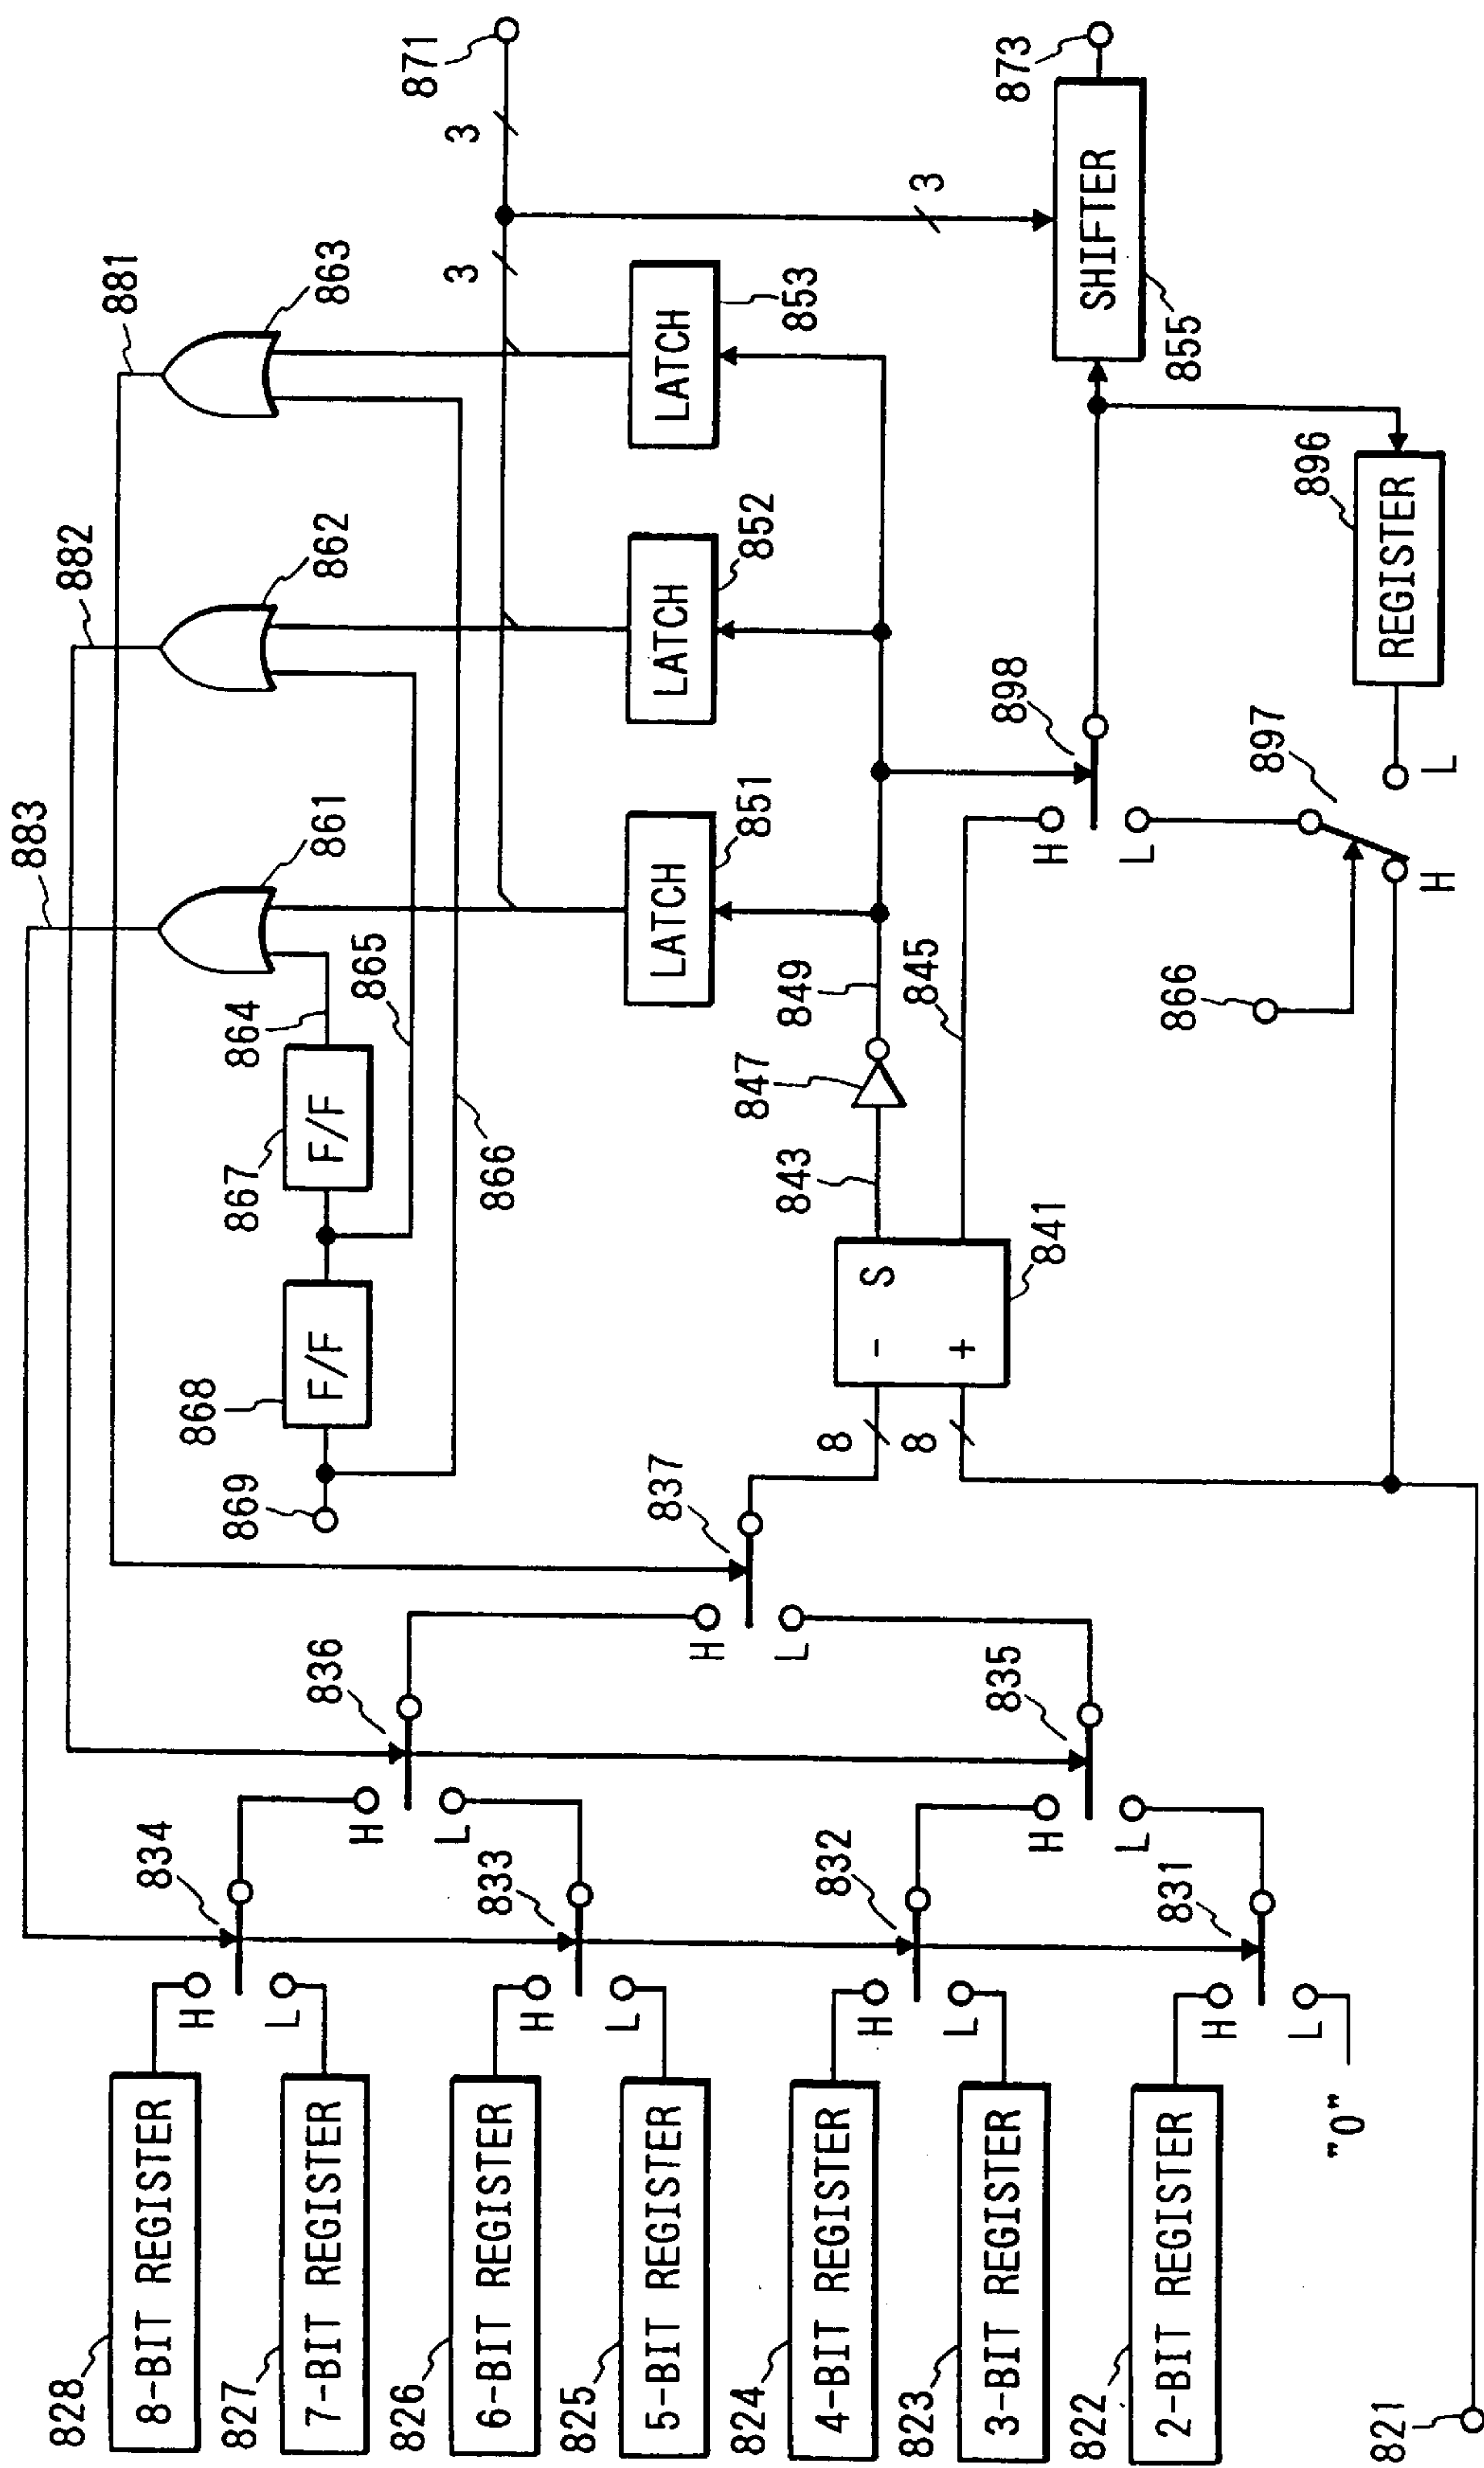 828
8-BIT REGISTER
827
7-BIT REGISTER
826
6-BIT REGISTER
825
5-BIT REGISTER
824
4-BIT REGISTER
823
3-BIT REGISTER
822
2-BIT REGISTER
"0"
821
H
L
834
H
L
833
H
L
832
H
L
831
H
L
836
H
L
835
H
L
837
8
8
-
+
S
841
843
847
849
845
869
868
F/F
867
F/F
864
865
866
883
861
882
862
881
863
LATCH
851
LATCH
852
LATCH
853
3
3
871
3
SHIFTER
855
873
898
H
L
866
897
H
L
896
REGISTER